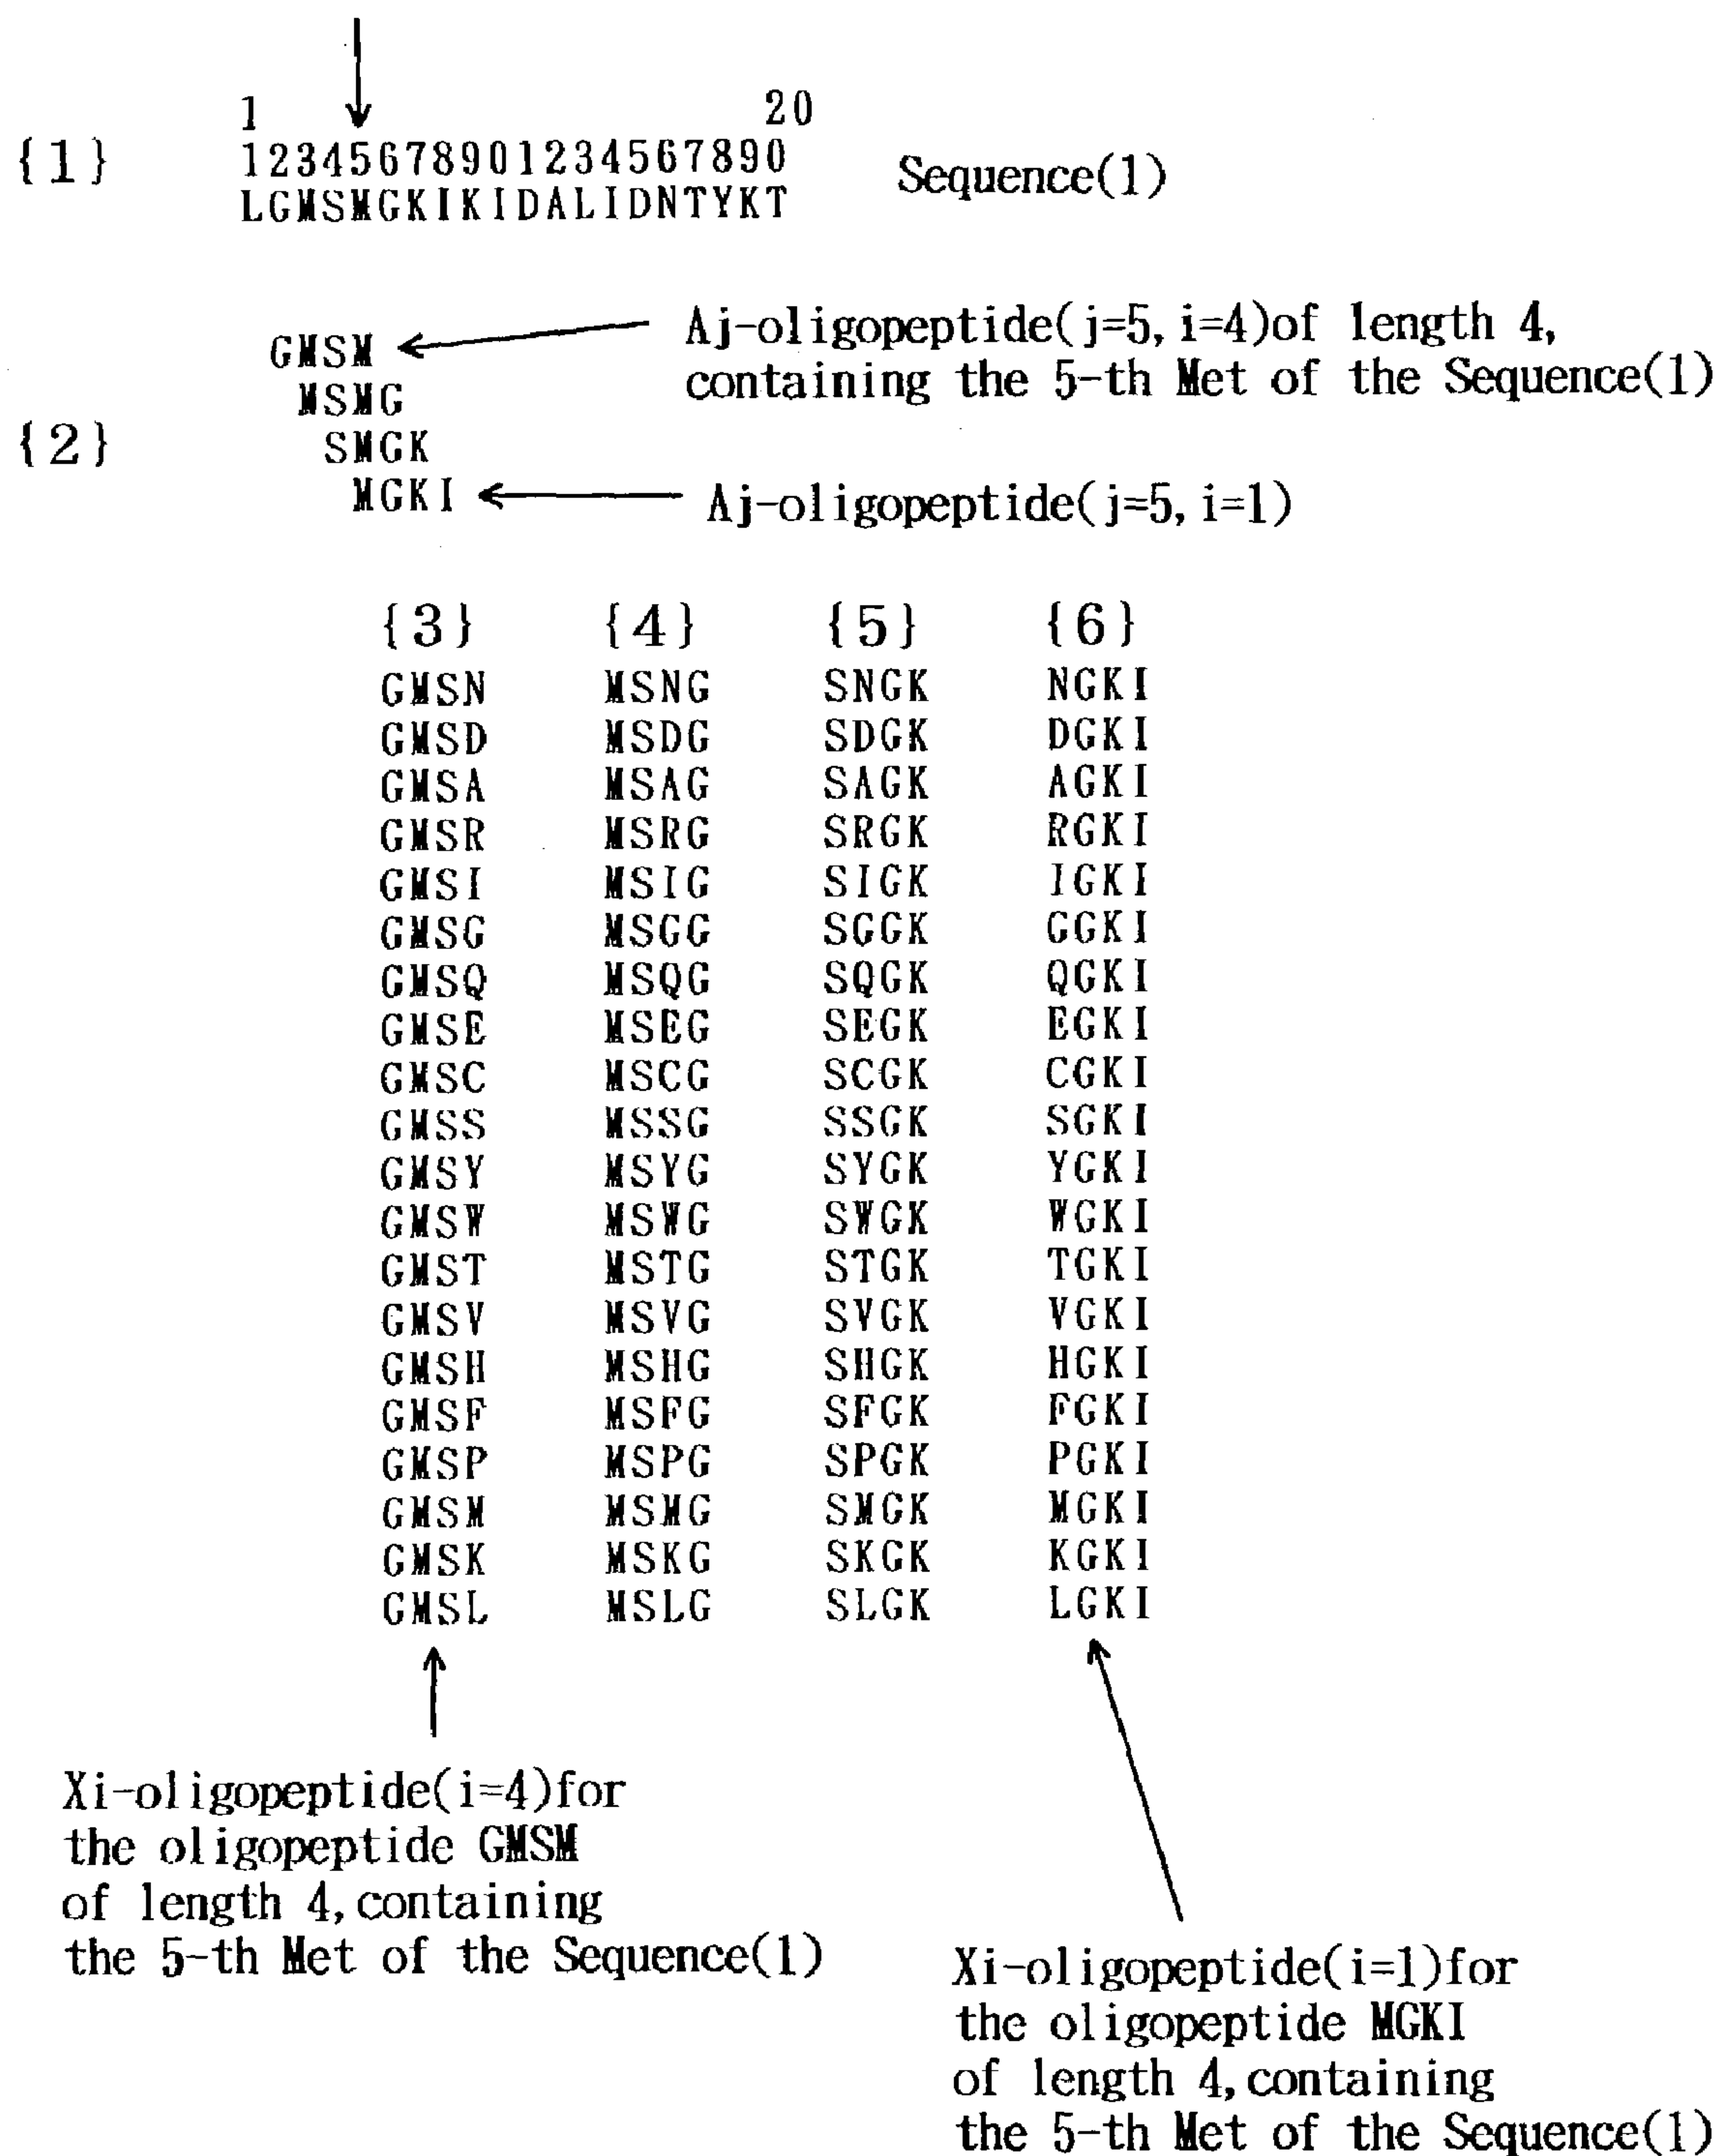 1 20
{1} 12345678901234567890 Sequence(1)
LGMSMGKIKIDALIDNTYKT
GMSM Aj-oligopeptide(j=5,i=4)of length 4,
containing the 5-th Met of the Sequence(1)
MSMG
{2} SMGK
MGKI Aj-oligopeptide(j=5,i=1)
{3} {4} {5} {6}
GMSN MSNG SNGK NGKI
GMSD MSDG SDGK DGKI
GMSA MSAG SAGK AGKI
GMSR MSRG SRGK RGKI
GMSI MSIG SIGK IGKI
GMSG MSGG SGGK GGKI
GMSQ MSQG SQGK QGKI
GMSE MSEG SEGK EGKI
GMSC MSCG SCGK CGKI
GMSS MSSG SSGK SGKI
GMSY MSYG SYGK YGKI
GMSW MSWG SWGK WGKI
GMST MSTG STGK TGKI
GMSV MSVG SVGK VGKI
GMSH MSHG SHGK HGKI
GMSF MSFG SFGK FGKI
GMSP MSPG SPGK PGKI
GMSM MSMG SMGK MGKI
GMSK MSKG SKGK KGKI
GMSL MSLG SLGK LGKI
Xi-oligopeptide(i=4)for
the oligopeptide GMSM
of length 4,containing
the 5-th Met of the Sequence(1)
Xi-oligopeptide(i=1)for
the oligopeptide MGKI
of length 4,containing
the 5-th Met of the Sequence(1)